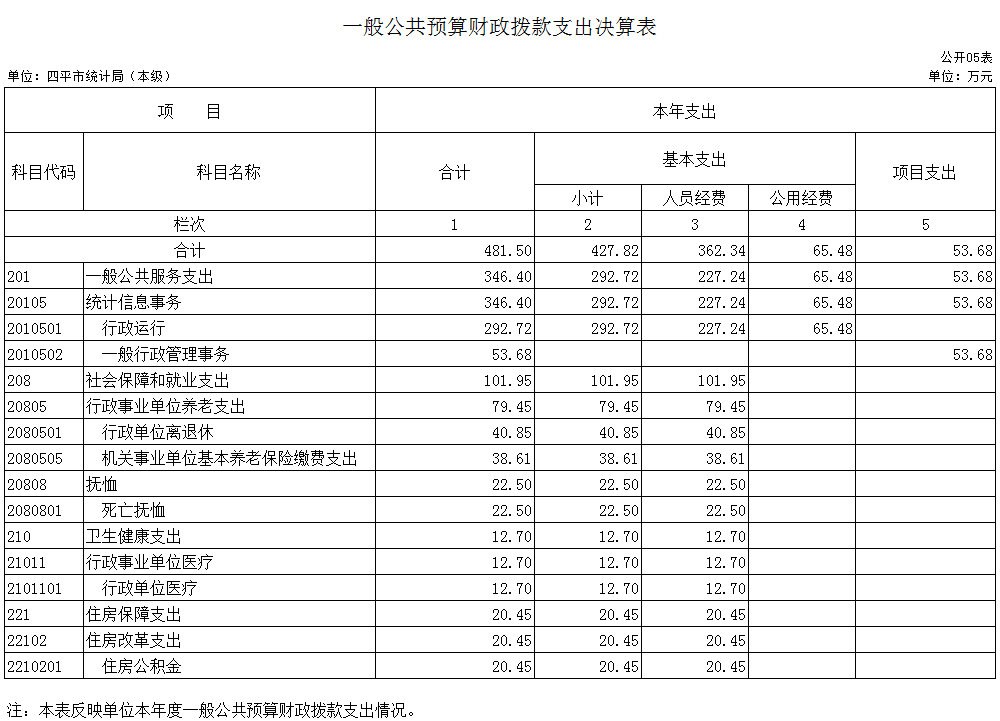 一般公共预算财政拨款支出决算表
公开05表
单位：四平市统计局（本级） 单位：万元
项 目 本年支出
科目代码 科目名称 合计 基本支出 项目支出
小计 人员经费 公用经费
栏次 1 2 3 4 5
合计 481.50 427.82 362.34 65.48 53.68
201 一般公共服务支出 346.40 292.72 227.24 65.48 53.68
20105 统计信息事务 346.40 292.72 227.24 65.48 53.68
2010501 行政运行 292.72 292.72 227.24 65.48
2010502 一般行政管理事务 53.68 53.68
208 社会保障和就业支出 101.95 101.95 101.95
20805 行政事业单位养老支出 79.45 79.45 79.45
2080501 行政单位离退休 40.85 40.85 40.85
2080505 机关事业单位基本养老保险缴费支出 38.61 38.61 38.61
20808 抚恤 22.50 22.50 22.50
2080801 死亡抚恤 22.50 22.50 22.50
210 卫生健康支出 12.70 12.70 12.70
21011 行政事业单位医疗 12.70 12.70 12.70
2101101 行政单位医疗 12.70 12.70 12.70
221 住房保障支出 20.45 20.45 20.45
22102 住房改革支出 20.45 20.45 20.45
2210201 住房公积金 20.45 20.45 20.45
注：本表反映单位本年度一般公共预算财政拨款支出情况。